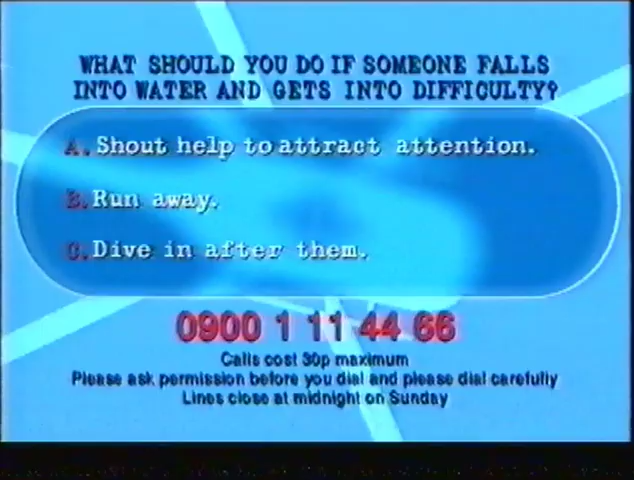 WHAT SHOULD YOU DO IF SOMEONE FALLS
INTO WATER AND GETS INTO DIFFICULTY?
A. Shout help to attract attention.
B. Run away.
C. Dive in after them.
0900 1 11 44 66
Calls cost 30p maximum
Please ask permission before you dial and please dial carefully
Lines close at midnight on Sunday